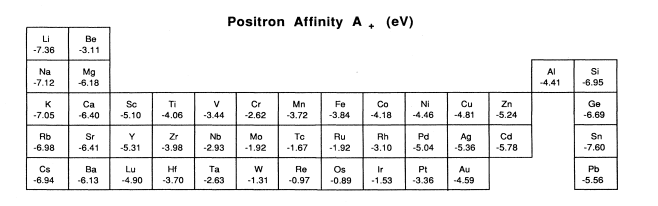 Positron Affinity A + (eV)
Li Be
-7.36 -3.11
Na Mg Al Si
-7.12 -6.18 -4.41 -6.95
K Ca Sc Ti V Cr Mn Fe Co Ni Cu Zn Ge
-7.05 -6.40 -5.10 -4.06 -3.44 -2.62 -3.72 -3.84 -4.18 -4.46 -4.81 -5.24 -6.69
Rb Sr Y Zr Nb Mo Tc Ru Rh Pd Ag Cd Sn
-6.98 -6.41 -5.31 -3.98 -2.93 -1.92 -1.67 -1.92 -3.10 -5.04 -5.36 -5.78 -7.60
Cs Ba Lu Hf Ta W Re Os Ir Pt Au Pb
-6.94 -6.13 -4.90 -3.70 -2.63 -1.31 -0.97 -0.89 -1.53 -3.36 -4.59 -5.56